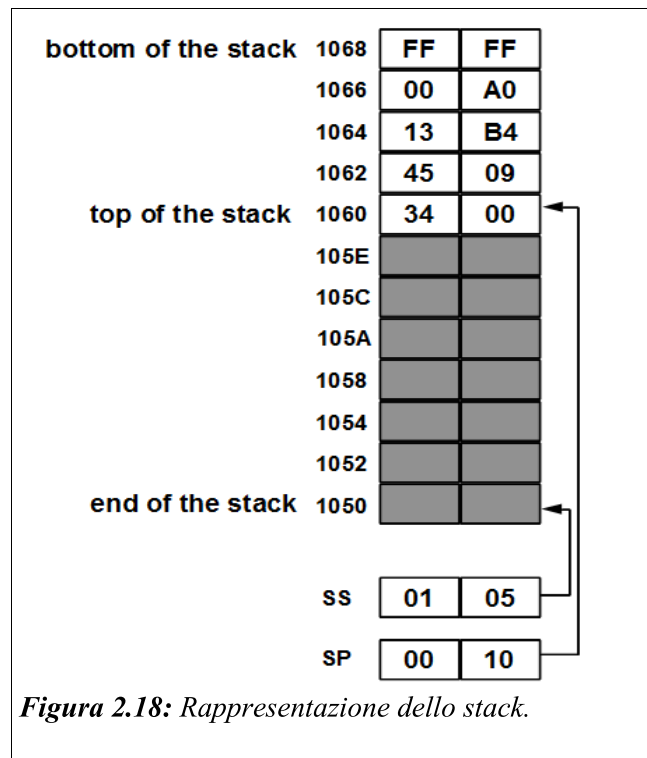 bottom of the stack 1068 FF FF
1066 00 A0
1064 13 B4
1062 45 09
top of the stack 1060 34 00
105E
105C
105A
1058
1054
1052
end of the stack 1050
SS 01 05
SP 00 10
Figura 2.18: Rappresentazione dello stack.